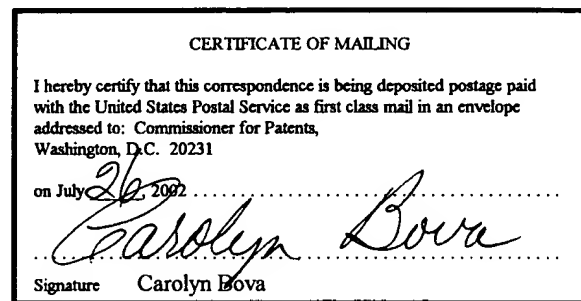 CERTIFICATE OF MAILING
I hereby certify that this correspondence is being deposited postage paid
with the United States Postal Service as first class mail in an envelope
addressed to: Commissioner for Patents,
Washington, D.C. 20231
on July 26, 2002
Carolyn Bova
Signature Carolyn Bova